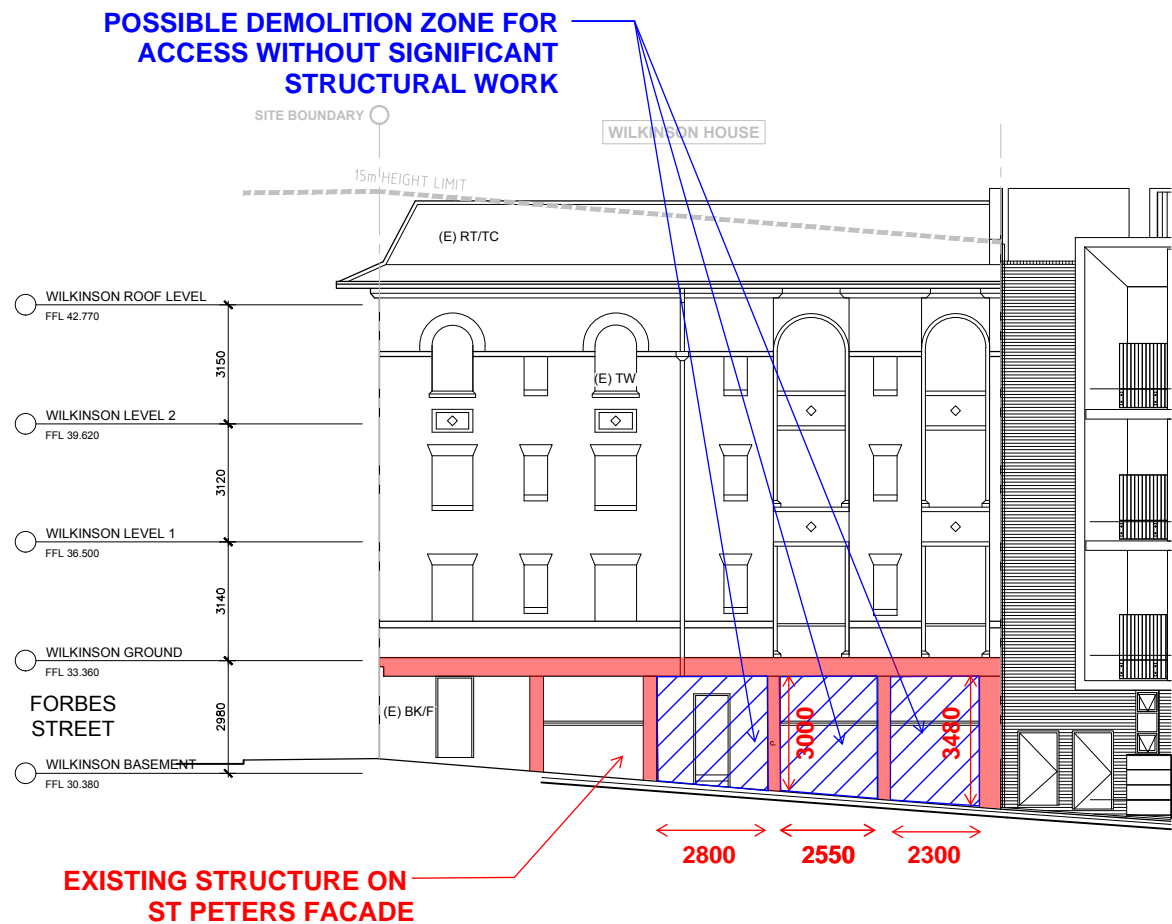 POSSIBLE DEMOLITION ZONE FOR
ACCESS WITHOUT SIGNIFICANT
STRUCTURAL WORK
SITE BOUNDARY
WILKINSON HOUSE
15m HEIGHT LIMIT
(E) RT/TC
WILKINSON ROOF LEVEL
FFL 42.770
3150
(E) TW
WILKINSON LEVEL 2
FFL 39.620
3120
WILKINSON LEVEL 1
FFL 36.500
3140
WILKINSON GROUND
FFL 33.360
FORBES
STREET
2980
(E) BK/F
3000
3480
WILKINSON BASEMENT
FFL 30.380
2800
2550
2300
EXISTING STRUCTURE ON
ST PETERS FACADE